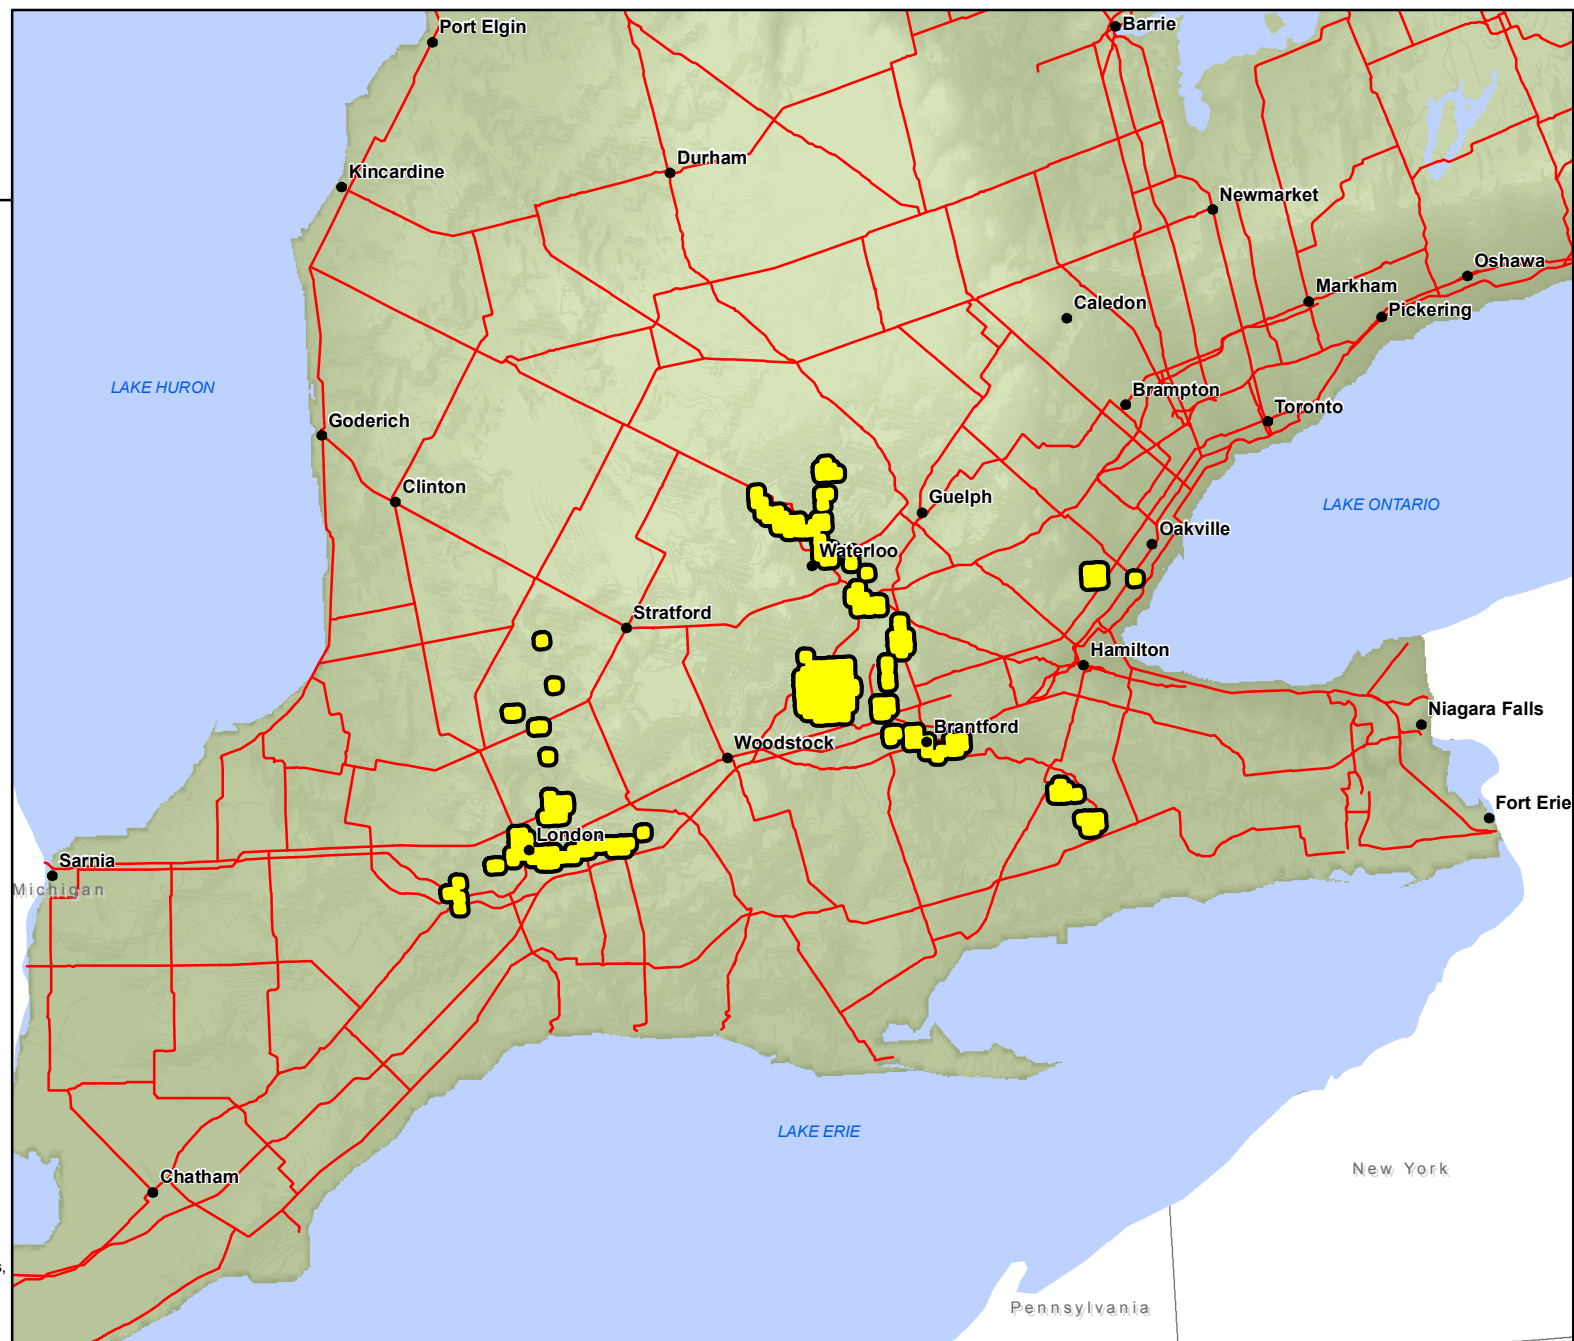 Port Elgin
Barrie
Durham
Kincardine
Newmarket
Oshawa
Markham
Caledon
Pickering
LAKE HURON
Brampton
Toronto
Goderich
Clinton
Guelph
LAKE ONTARIO
Oakville
Waterloo
Stratford
Hamilton
Niagara Falls
Brantford
Woodstock
Fort Erie
London
Sarnia
Michigan
LAKE ERIE
New York
Chatham
Pennsylvania